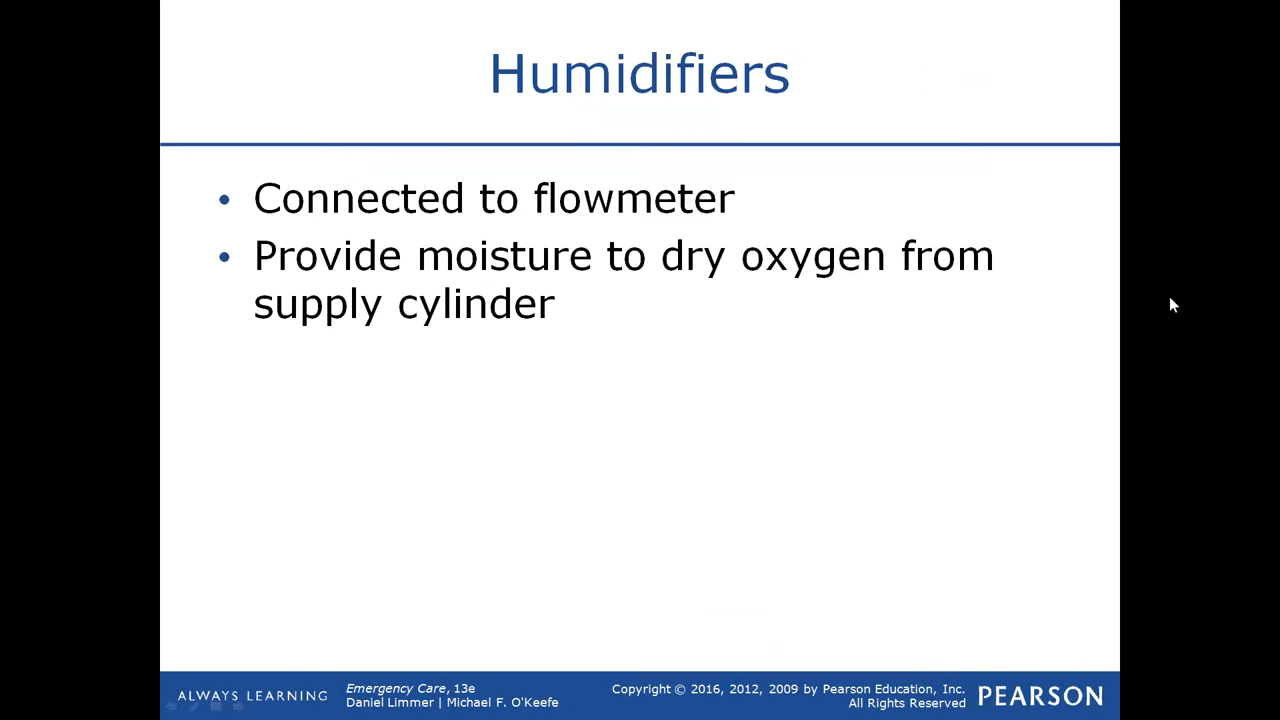 Humidifiers
• Connected to flowmeter
• Provide moisture to dry oxygen from
supply cylinder
ALWAYS LEARNING
Emergency Care, 13e
Daniel Limmer | Michael F. O'Keefe
Copyright © 2016, 2012, 2009 by Pearson Education, Inc.
All Rights Reserved
PEARSON